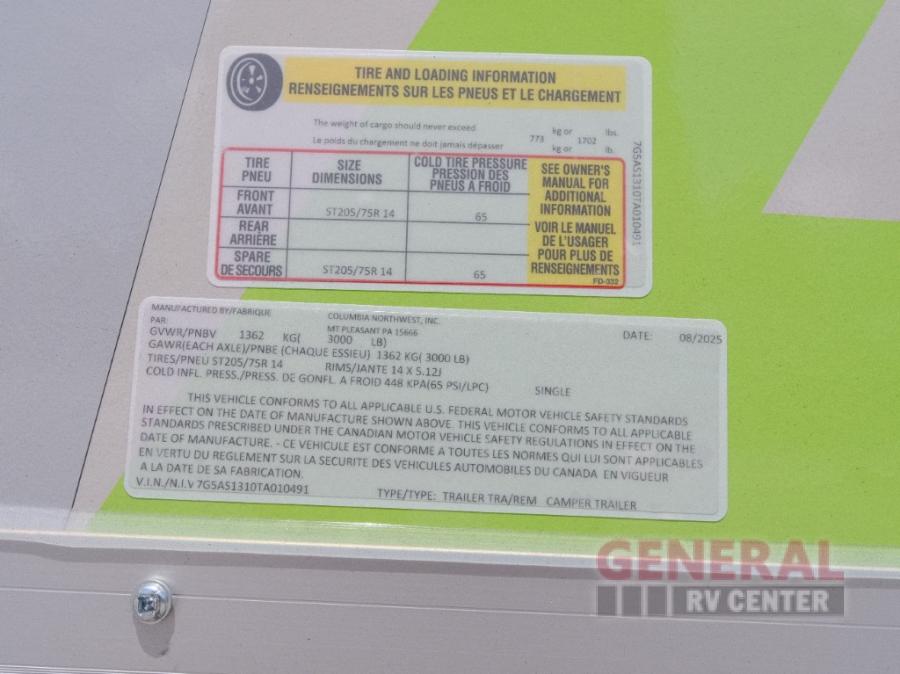 TIRE AND LOADING INFORMATION
RENSEIGNEMENTS SUR LES PNEUS ET LE CHARGEMENT
The weight of cargo should never exceed 773 kg or 1702 lbs.
Le poids du chargement ne doit jamais dépasser kg or lb.
TIRE PNEU
SIZE DIMENSIONS
COLD TIRE PRESSURE PRESSION DES PNEUS A FROID
SEE OWNER'S
MANUAL FOR
ADDITIONAL
INFORMATION
VOIR LE MANUEL
DE L'USAGER
POUR PLUS DE
RENSEIGNEMENTS
FD-332
FRONT AVANT ST205/75R 14 65
REAR ARRIÈRE
SPARE DE SECOURS ST205/75R 14 65
7G5AS1310TA010491
MANUFACTURED BY/FABRIQUE PAR: COLUMBIA NORTHWEST, INC.
MT PLEASANT PA 15666
DATE: 08/2025
GVWR/PNBV 1362 KG( 3000 LB)
GAWR(EACH AXLE)/PNBE (CHAQUE ESSIEU) 1362 KG( 3000 LB)
TIRES/PNEU ST205/75R 14 RIMS/JANTE 14 X 5.12J
COLD INFL. PRESS./PRESS. DE GONFL. A FROID 448 KPA(65 PSI/LPC) SINGLE
THIS VEHICLE CONFORMS TO ALL APPLICABLE U.S. FEDERAL MOTOR VEHICLE SAFETY STANDARDS
IN EFFECT ON THE DATE OF MANUFACTURE SHOWN ABOVE. THIS VEHICLE CONFORMS TO ALL APPLICABLE
STANDARDS PRESCRIBED UNDER THE CANADIAN MOTOR VEHICLE SAFETY REGULATIONS IN EFFECT ON THE
DATE OF MANUFACTURE. - CE VEHICULE EST CONFORME A TOUTES LES NORMES QUI LUI SONT APPLICABLES
EN VERTU DU REGLEMENT SUR LA SECURITE DES VEHICULES AUTOMOBILES DU CANADA EN VIGUEUR
A LA DATE DE SA FABRICATION.
V.I.N./N.I.V 7G5AS1310TA010491 TYPE/TYPE: TRAILER TRA/REM CAMPER TRAILER
GENERAL
RV CENTER